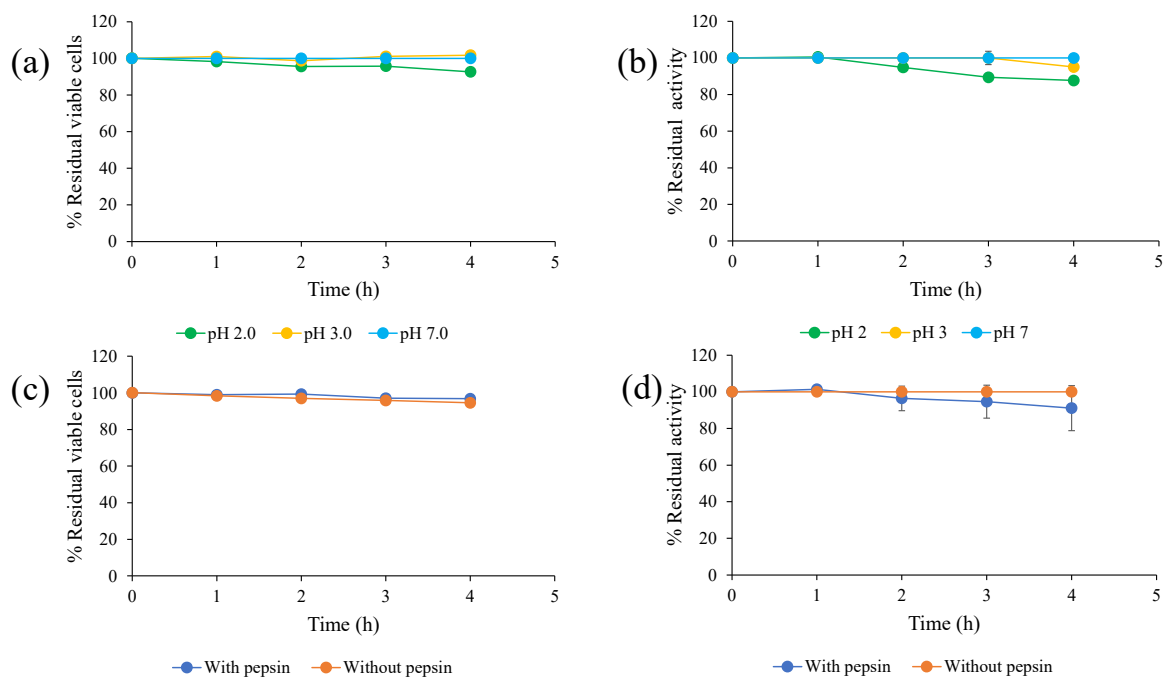 (a)
% Residual viable cells
120
100
80
60
40
20
0
0 1 2 3 4 5
Time (h)
pH 2.0 pH 3.0 pH 7.0
(b)
% Residual activity
120
100
80
60
40
20
0
0 1 2 3 4 5
Time (h)
pH 2 pH 3 pH 7
(c)
% Residual viable cells
120
100
80
60
40
20
0
0 1 2 3 4 5
Time (h)
With pepsin Without pepsin
(d)
% Residual activity
120
100
80
60
40
20
0
0 1 2 3 4 5
Time (h)
With pepsin Without pepsin